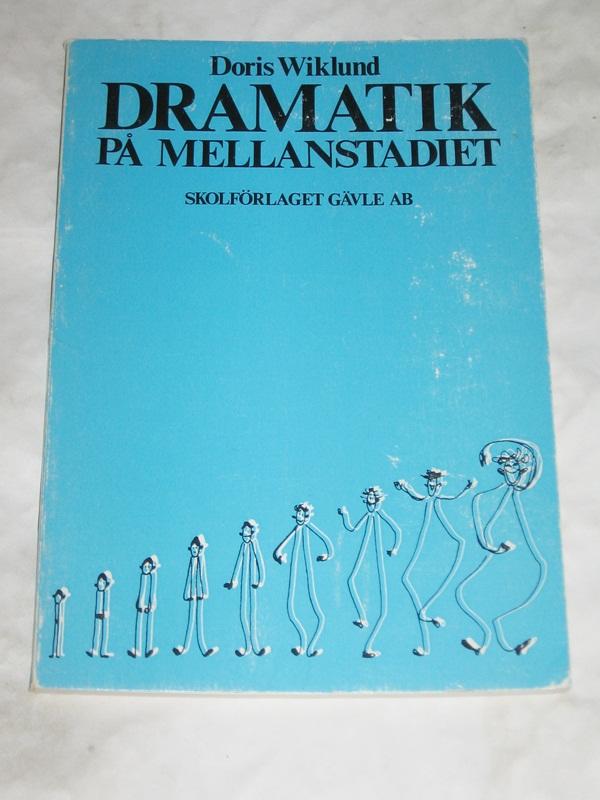 Doris Wiklund
DRAMATIK
PÅ MELLANSTADIET
SKOLFÖRLAGET GÄVLE AB